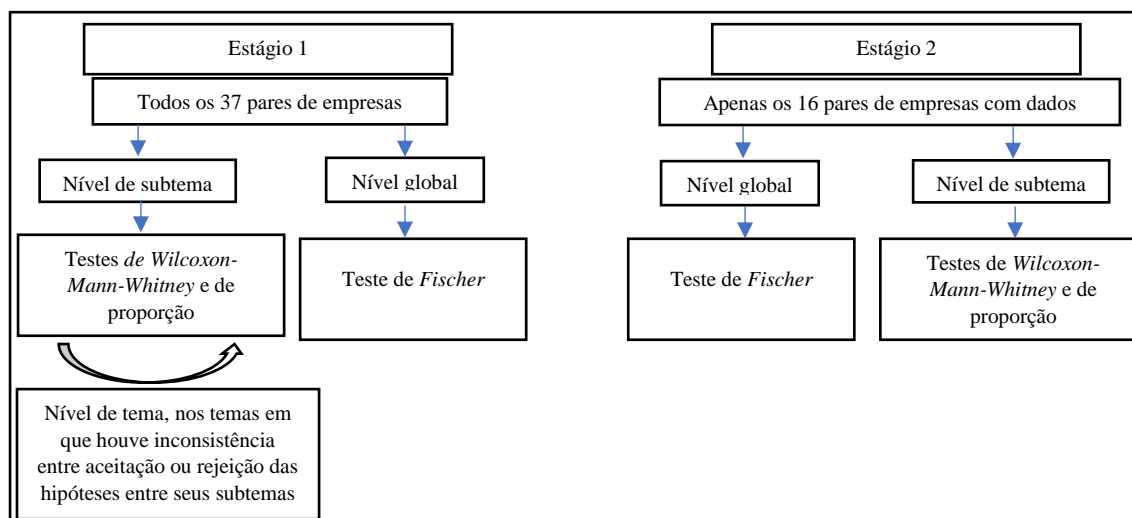 Estágio 1
Todos os 37 pares de empresas
Nível de subtema
Nível global
Testes de Wilcoxon-
Mann-Whitney e de
proporção
Teste de Fischer
Nível de tema, nos temas em
que houve inconsistência
entre aceitação ou rejeição das
hipóteses entre seus subtemas
Estágio 2
Apenas os 16 pares de empresas com dados
Nível global
Nível de subtema
Teste de Fischer
Testes de Wilcoxon-
Mann-Whitney e de
proporção